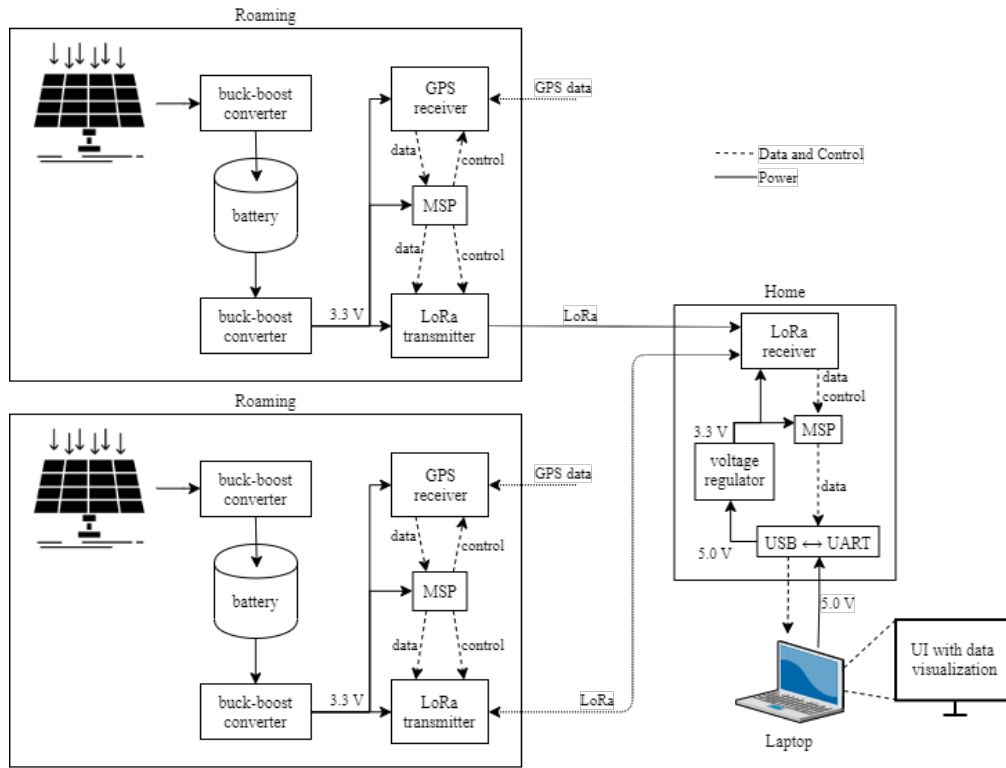 Roaming
buck-boost
converter
battery
buck-boost
converter
3.3 V
GPS
receiver
GPS data
data
control
MSP
data
control
LoRa
transmitter
LoRa
Roaming
buck-boost
converter
battery
buck-boost
converter
3.3 V
GPS
receiver
GPS data
data
control
MSP
data
control
LoRa
transmitter
LoRa
Data and Control
Power
Home
LoRa
receiver
data
control
3.3 V
MSP
voltage
regulator
data
5.0 V
USB ↔ UART
5.0 V
Laptop
UI with data
visualization